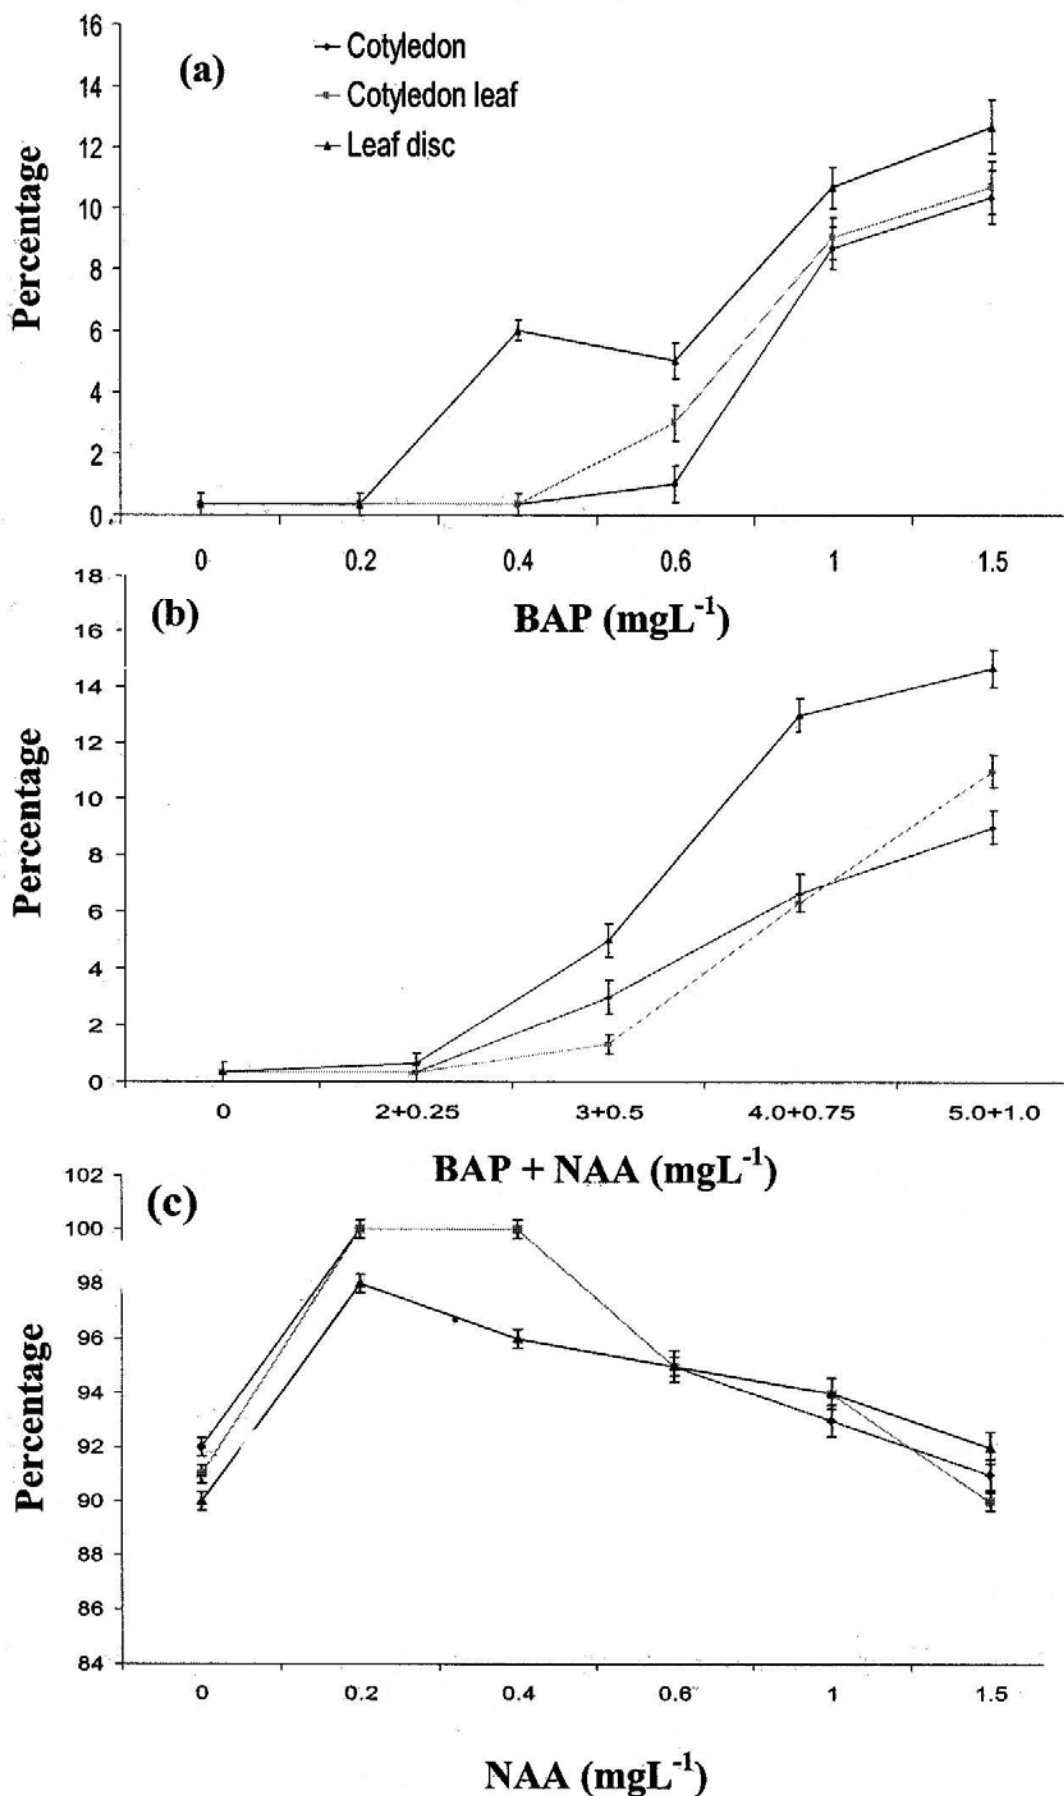 16
(a)
Cotyledon
Cotyledon leaf
Leaf disc
14
12
10
8
6
4
2
0
Percentage
0 0.2 0.4 0.6 1 1.5
BAP (mgL-1)
18
(b)
16
14
12
10
8
6
4
2
0
Percentage
0 2+0.25 3+0.5 4.0+0.75 5.0+1.0
BAP + NAA (mgL-1)
102
(c)
100
98
96
94
92
90
88
86
84
Percentage
0 0.2 0.4 0.6 1 1.5
NAA (mgL-1)